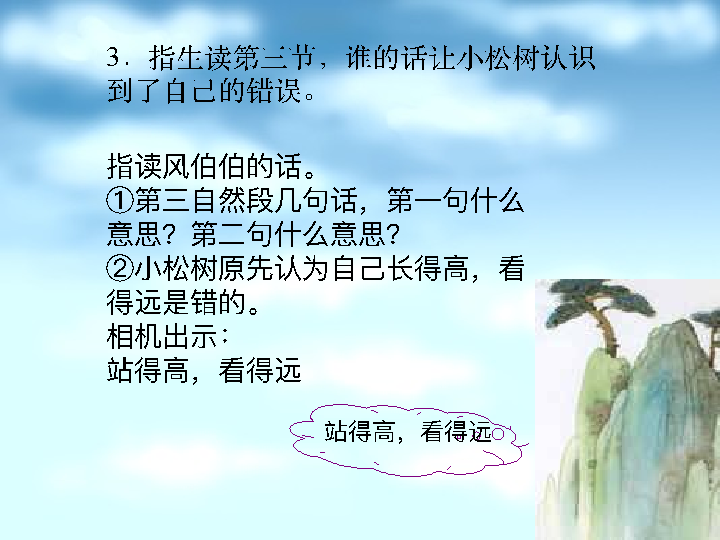 3．指生读第三节，谁的话让小松树认识
到了自己的错误。
指读风伯伯的话。
①第三自然段几句话，第一句什么
意思？第二句什么意思？
②小松树原先认为自己长得高，看
得远是错的。
相机出示：
站得高，看得远
站得高，看得远。